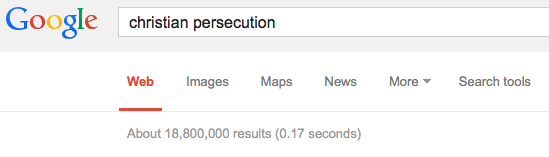 Google christian persecution
Web Images Maps News More Search tools
About 18,800,000 results (0.17 seconds)